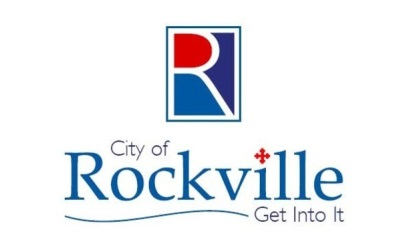 R
City of
Rockville
Get Into It